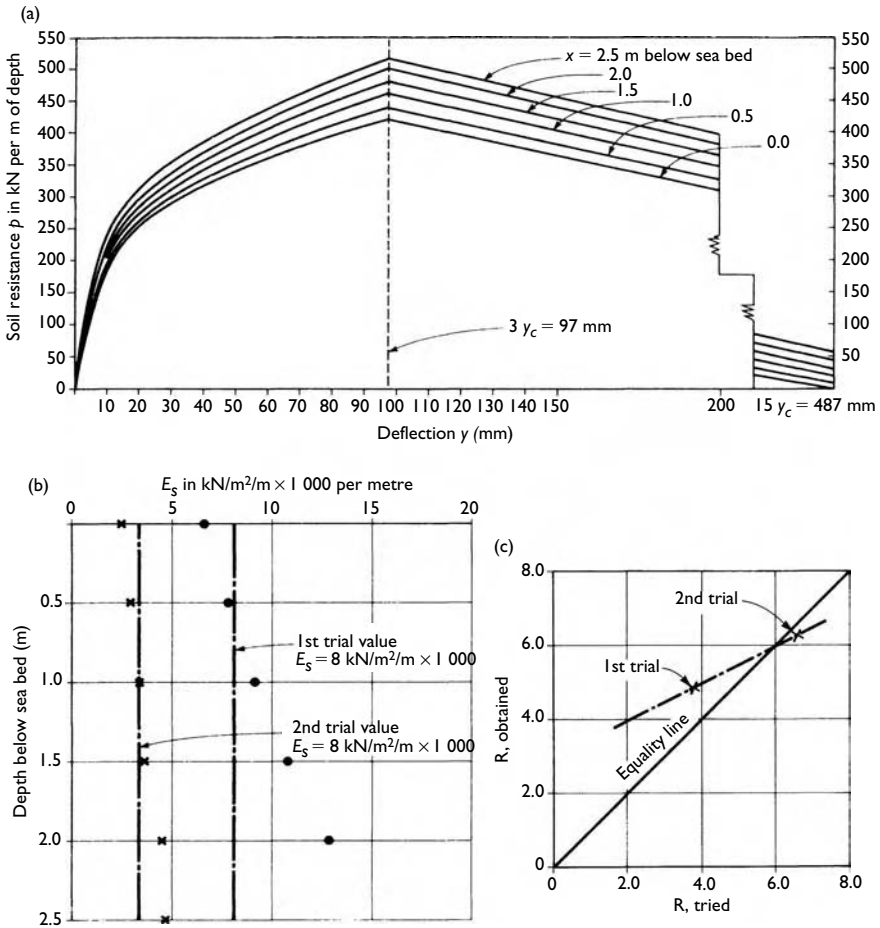 (a)
550
500
450
400
350
300
250
200
150
100
50
0
Soil resistance p in kN per m of depth
x = 2.5 m below sea bed
2.0
1.5
1.0
0.5
0.0
3 yc = 97 mm
550
500
450
400
350
300
250
200
150
100
50
10 20 30 40 50 60 70 80 90 100 110 120 130 140 150 200 15 yc = 487 mm
Deflection y (mm)
(b)
Es in kN/m²/m × 1 000 per metre
0 5 10 15 20
Depth below sea bed (m)
0.5
1.0
1.5
2.0
2.5
1st trial value
Es = 8 kN/m²/m × 1 000
2nd trial value
Es = 8 kN/m²/m × 1 000
(c)
8.0
6.0
4.0
2.0
0
R, obtained
2nd trial
1st trial
Equality line
0 2.0 4.0 6.0 8.0
R, tried